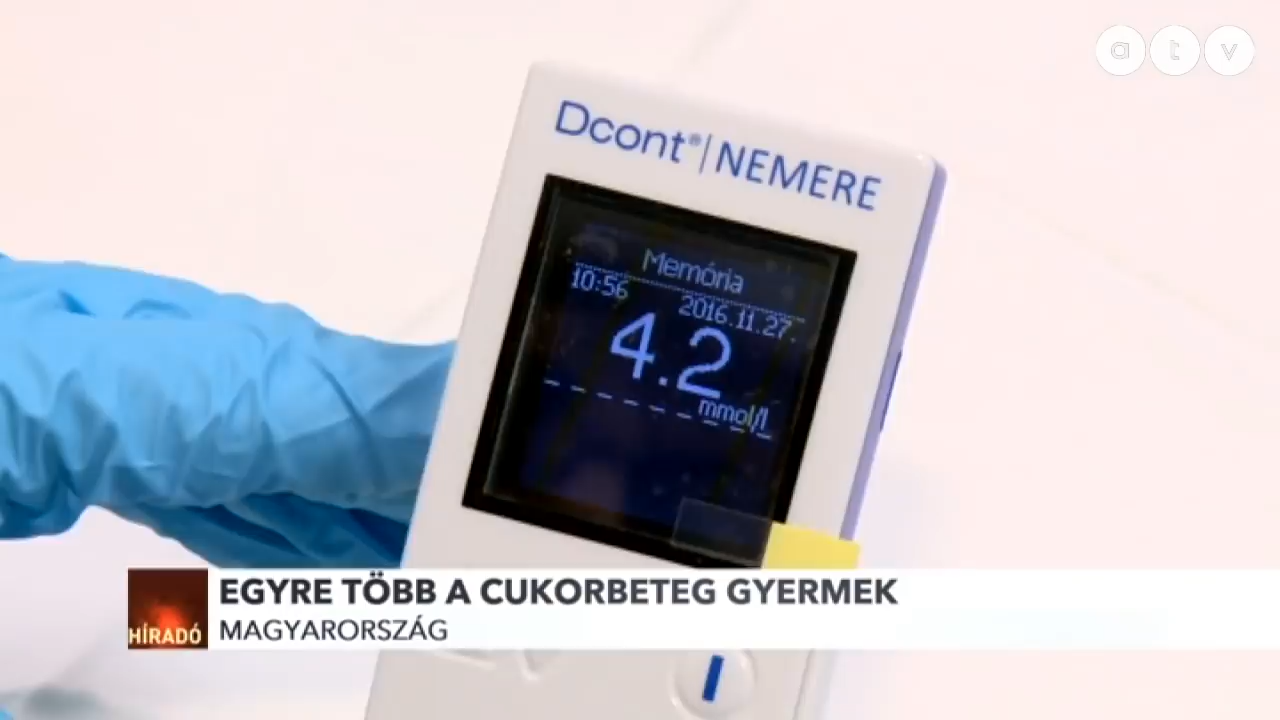 atv
Dcont®|NEMERE
Memória
10:56
2016.11.27.
4.2
mmol/l
EGYRE TÖBB A CUKORBETEG GYERMEK
HÍRADÓ
MAGYARORSZÁG